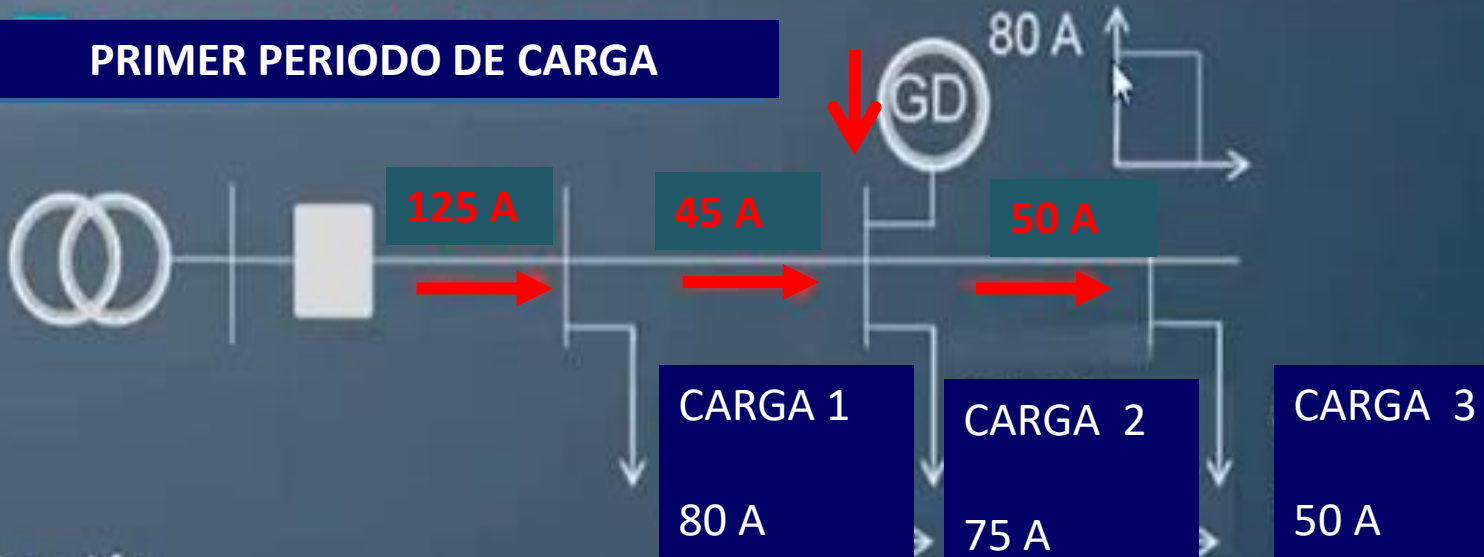 PRIMER PERIODO DE CARGA
80 A
GD
125 A
45 A
50 A
CARGA 1
80 A
CARGA 2
75 A
CARGA 3
50 A